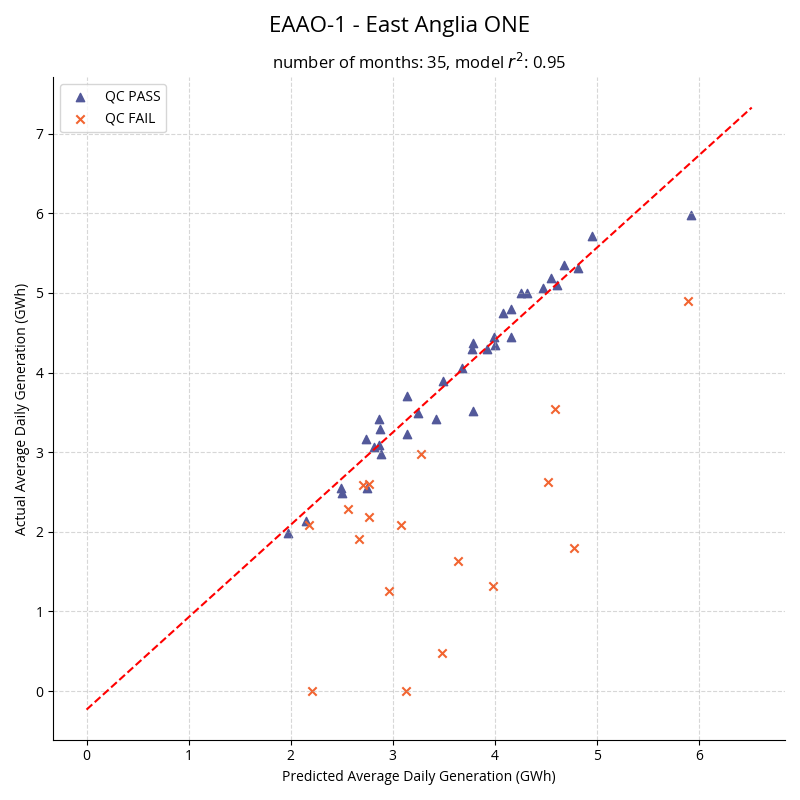 EAAO-1 - East Anglia ONE
number of months: 35, model r²: 0.95
QC PASS
QC FAIL
7
6
5
4
3
2
1
0
Actual Average Daily Generation (GWh)
0 1 2 3 4 5 6
Predicted Average Daily Generation (GWh)